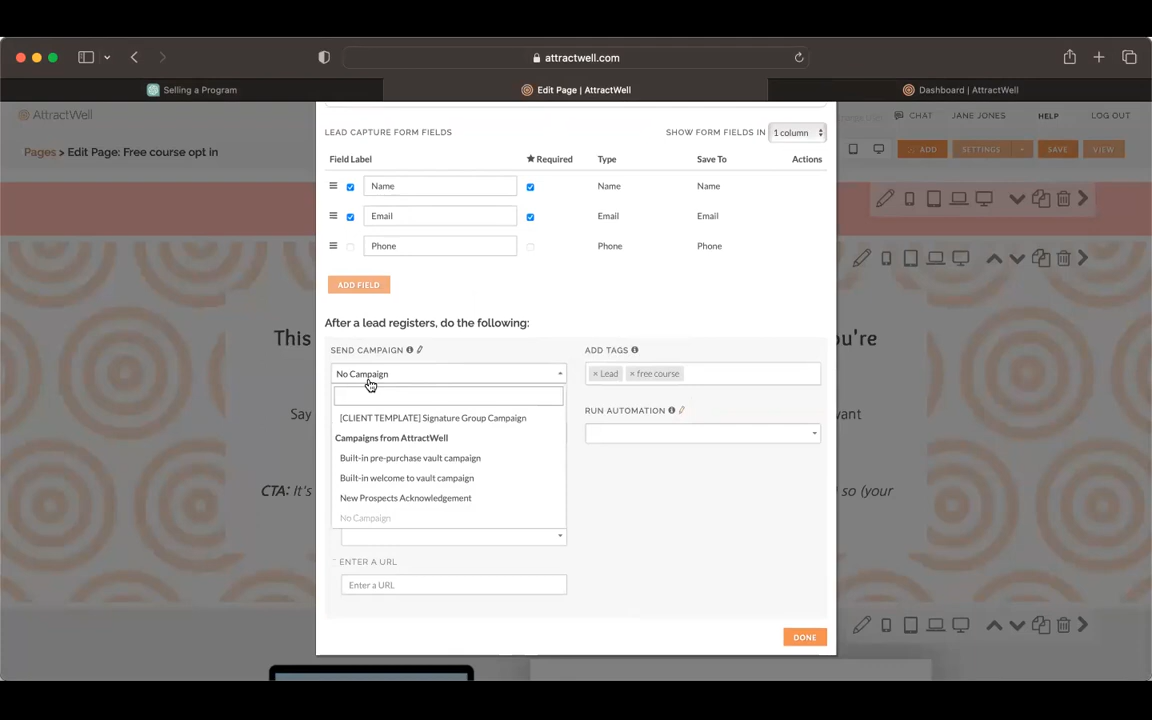 attractwell.com
Selling a Program
Edit Page | AttractWell
Dashboard | AttractWell
AttractWell
CHAT
JANE JONES
HELP
LOG OUT
Pages > Edit Page: Free course opt in
ADD
SETTINGS
SAVE
VIEW
LEAD CAPTURE FORM FIELDS
SHOW FORM FIELDS IN
1 column
Field Label
★ Required
Type
Save To
Actions
Name
Name
Name
Email
Email
Email
Phone
Phone
Phone
ADD FIELD
After a lead registers, do the following:
This
ou're
SEND CAMPAIGN
ADD TAGS
No Campaign
× Lead
× free course
[CLIENT TEMPLATE] Signature Group Campaign
Say
want
RUN AUTOMATION
Campaigns from AttractWell
Built-in pre-purchase vault campaign
Built-in welcome to vault campaign
New Prospects Acknowledgement
No Campaign
CTA: It's
so (your
ENTER A URL
Enter a URL
DONE